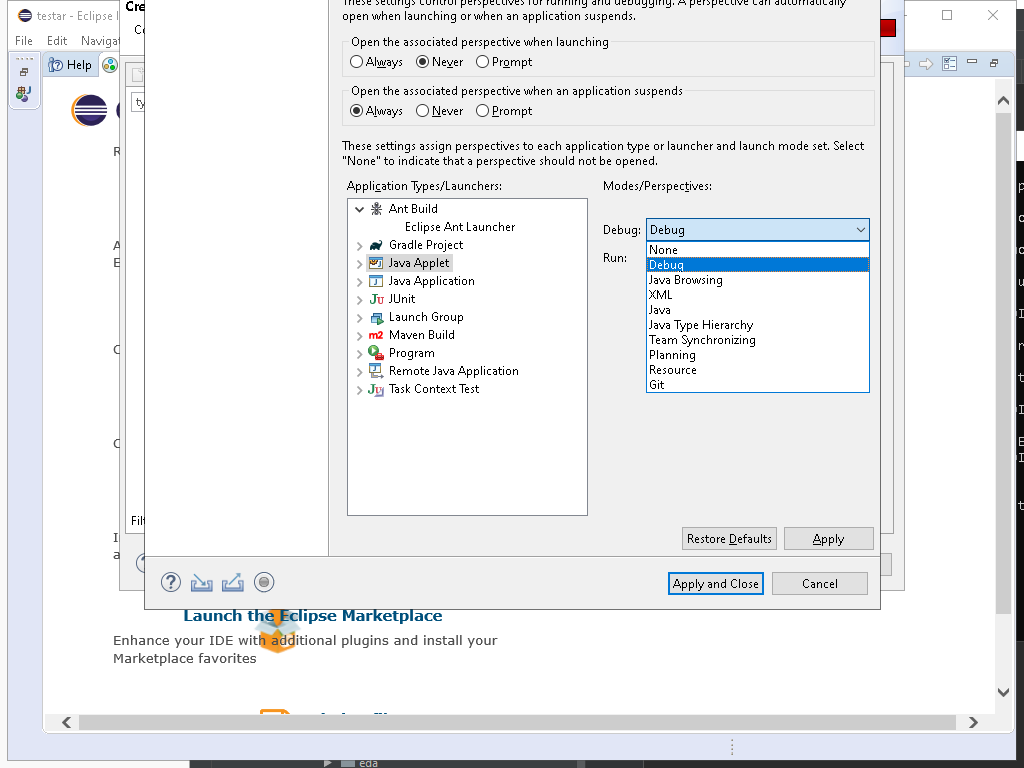 testar - Eclipse I
Cre
These settings control perspectives for running and debugging. A perspective can automatically
open when launching or when an application suspends.
File Edit Navigat
Help
Open the associated perspective when launching
Always Never Prompt
Open the associated perspective when an application suspends
Always Never Prompt
ty
These settings assign perspectives to each application type or launcher and launch mode set. Select
"None" to indicate that a perspective should not be opened.
Application Types/Launchers:
Modes/Perspectives:
Ant Build
Eclipse Ant Launcher
Gradle Project
Java Applet
Java Application
JUnit
Launch Group
Maven Build
Program
Remote Java Application
Task Context Test
Debug: Debug
Run:
None
Debug
Java Browsing
XML
Java
Java Type Hierarchy
Team Synchronizing
Planning
Resource
Git
Filt
Restore Defaults Apply
Apply and Close Cancel
Launch the Eclipse Marketplace
Enhance your IDE with additional plugins and install your
Marketplace favorites
eda